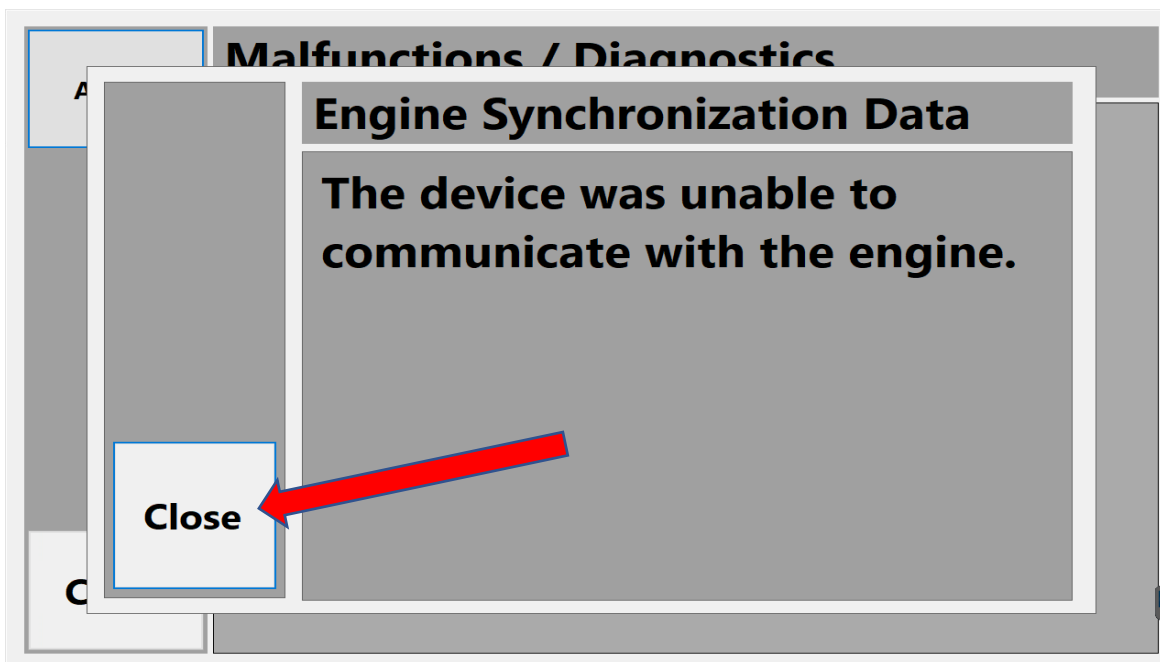 Malfunctions / Diagnostics
Engine Synchronization Data
The device was unable to
communicate with the engine.
Close